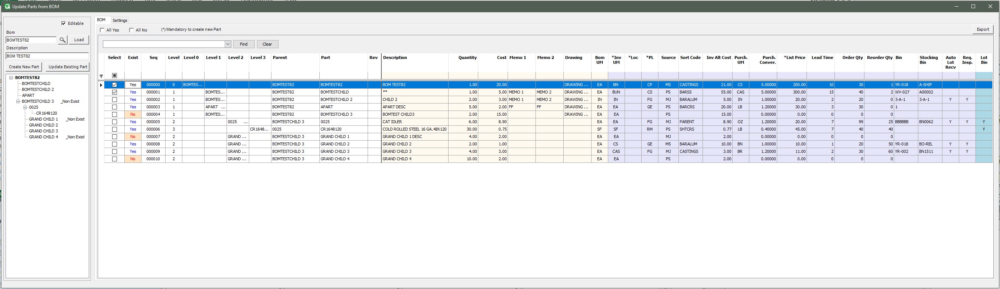 Update Parts from BOM
Editable
Bom
BOMTEST82 Load
Description
BOM TEST82
Create New Part Update Existing Part
BOMTEST82
BOMTESTCHILD
BOMTESTCHILD 2
APART
BOMTESTCHILD 3 _Non Exist
0025
CR1648120
GRAND CHILD 1 _Non Exist
GRAND CHILD 2
GRAND CHILD 3
GRAND CHILD 4 _Non Exist
BOM Settings
All Yes All No (*) Mandatory to create new Part Export
Find Clear
Select Exist Seq Level Level 0 Level 1 Level 2 Level 3 Parent Part Rev Description Quantity Cost Memo 1 Memo 2 Drawing Bom UM *Inv UM *Loc *PL Source Sort Code Inv Alt Cost Purch. UM Purch. Conver. *List Price Lead Time Order Qty Reorder Qty Bin Stocking Bin Auto Lot Recv Req. Insp. Lot Bin
Yes 000000 0 BOMTES... BOMTEST82 BOMTEST82 BOM TEST82 1.00 20.00 DRAWING ... EA BN CP MS CASTINGS 21.00 CS 5.00000 200.00 10 30 1 YR-018 A-SHIP
Yes 000001 1 BOMTES... BOMTEST82 BOMTESTCHILD ** 1.00 5.00 MEMO 1 MEMO 2 DRAWING ... EA BUN CS PS BARSS 55.00 CAS 5.00000 300.00 15 40 2 WV-027 A00002
Yes 000002 1 BOMTES... BOMTEST82 BOMTESTCHILD 2 CHILD 2 2.00 3.00 MEMO 1 MEMO 2 DRAWING ... IN IN FG MJ BARALUM 5.00 IN 1.00000 20.00 2 20 0 3-A-1 3-A-1 Y Y
Yes 000003 1 APART ... BOMTEST82 APART APART DESC 5.00 2.00 FF FF DRAWING ... EA EA GE PS BARCRS 20.00 LB 1.20000 30.00 3 30 0 1
No 000004 1 BOMTES... BOMTEST82 BOMTESTCHILD 3 BOMTEST CHILD3 2.00 15.00 DRAWING ... EA EA PS 15.00 0.00000 0.00 0 0 0
Yes 000005 2 0025 ... BOMTESTCHILD 3 0025 CAT IDLER 6.00 8.90 EA EA FG MJ PARENT 8.90 OZ 1.20000 20.00 7 99 25 BBBBBB BN0062 Y Y Y
Yes 000006 3 CR1648... 0025 CR1648120 COLD ROLLED STEEL 16 GA.48X120 30.00 0.75 SF SF RM PS SHTCRS 0.77 LB 0.40000 45.00 7 40 40 Y
No 000007 2 GRAND ... BOMTESTCHILD 3 GRAND CHILD 1 GRAND CHILD 1 DESC 4.00 2.00 EA EA MJ 2.00 0.00000 0.00 0 0 0
Yes 000008 2 GRAND ... BOMTESTCHILD 3 GRAND CHILD 2 GRAND CHILD 2 2.00 1.00 EA CS GE MS BARALUM 10.00 BN 1.00000 10.00 1 20 50 YR-018 BO-REL Y Y
Yes 000009 2 GRAND ... BOMTESTCHILD 3 GRAND CHILD 3 GRAND CHILD 3 4.00 3.00 EA CAS FG MJ CASTINGS 3.00 BR 1.20000 11.00 2 30 60 YR-002 BN1511 Y Y
No 000010 2 GRAND ... BOMTESTCHILD 3 GRAND CHILD 4 GRAND CHILD 4 10.00 2.00 EA EA PS 2.00 0.00000 0.00 0 0 0